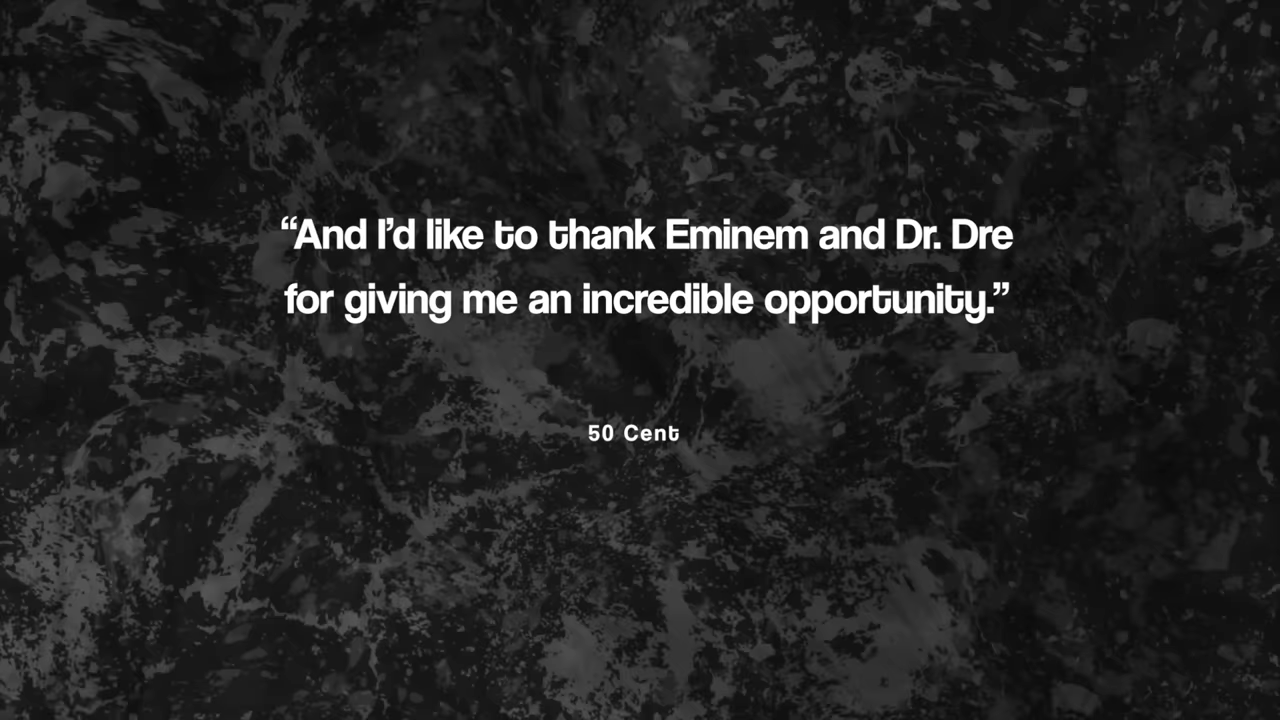 “And I’d like to thank Eminem and Dr. Dre
for giving me an incredible opportunity.”
50 Cent